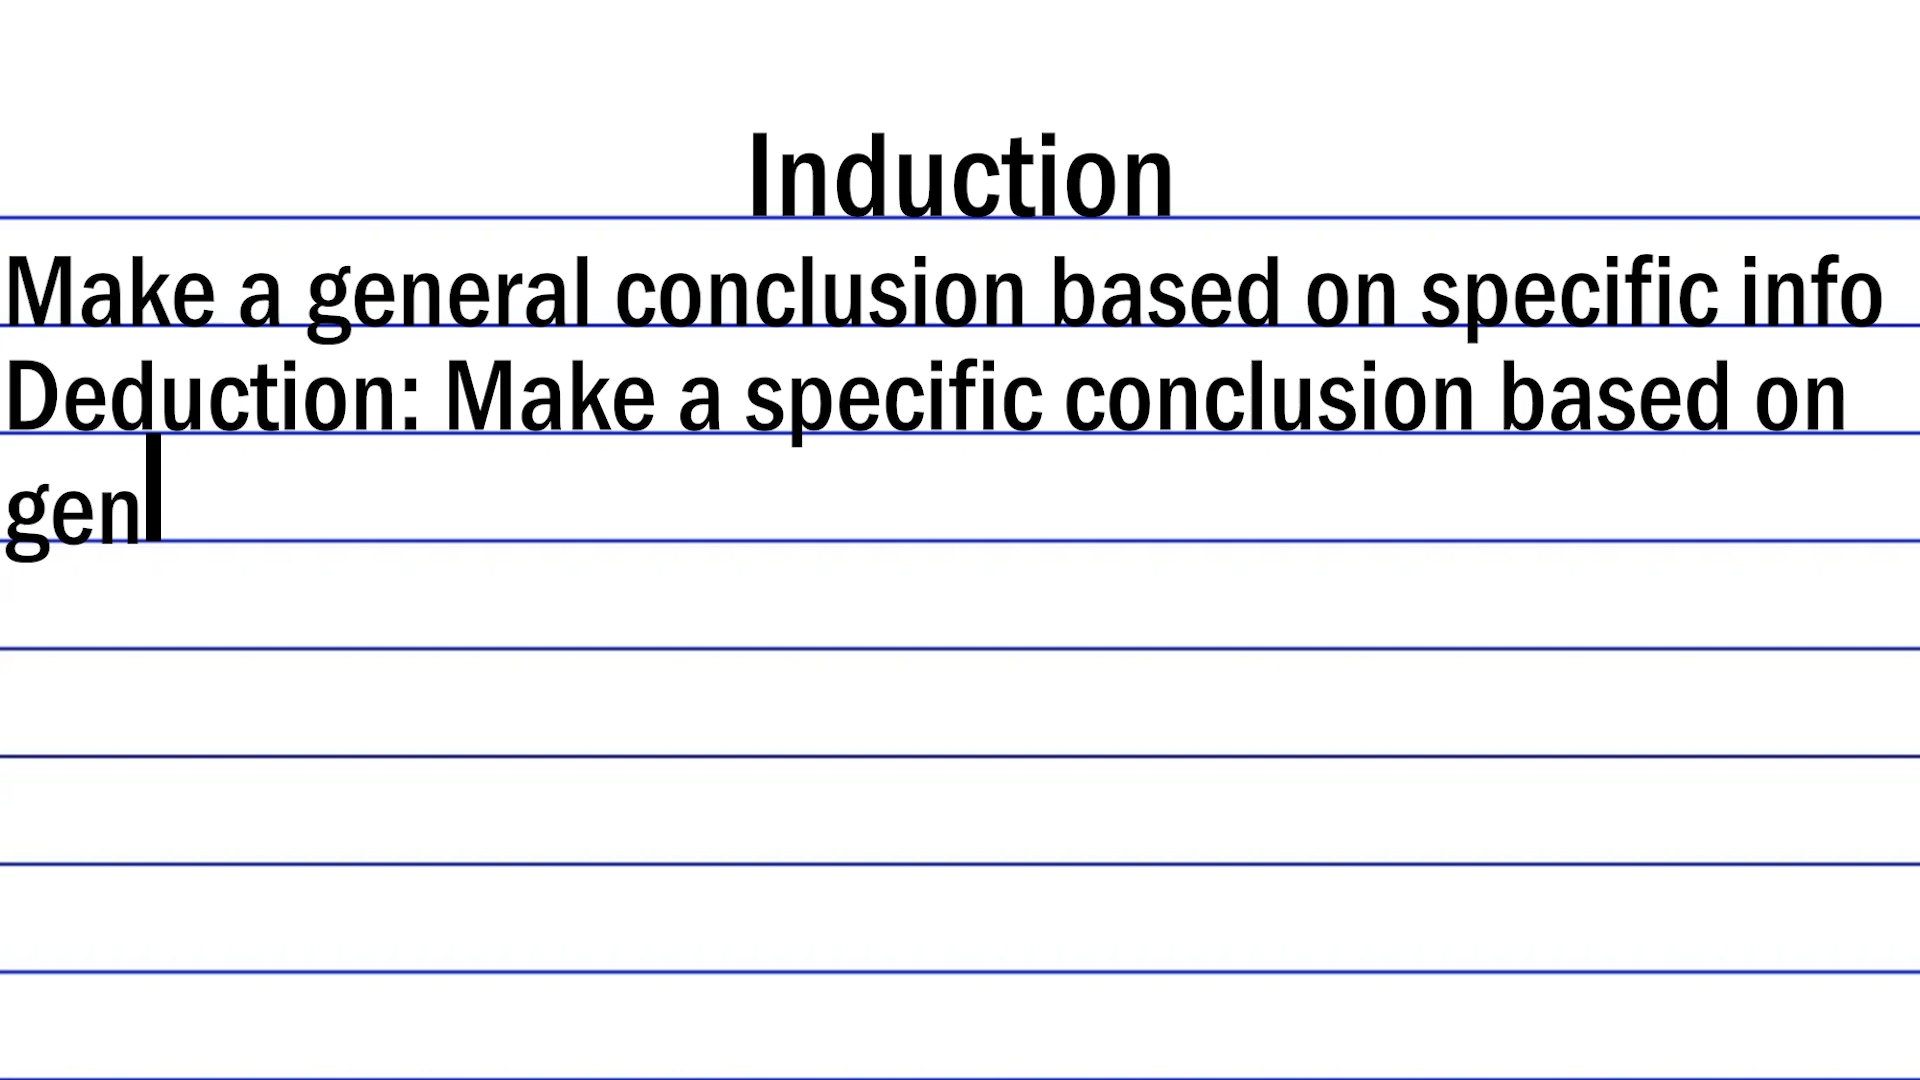 Induction
Make a general conclusion based on specific info
Deduction: Make a specific conclusion based on
gen